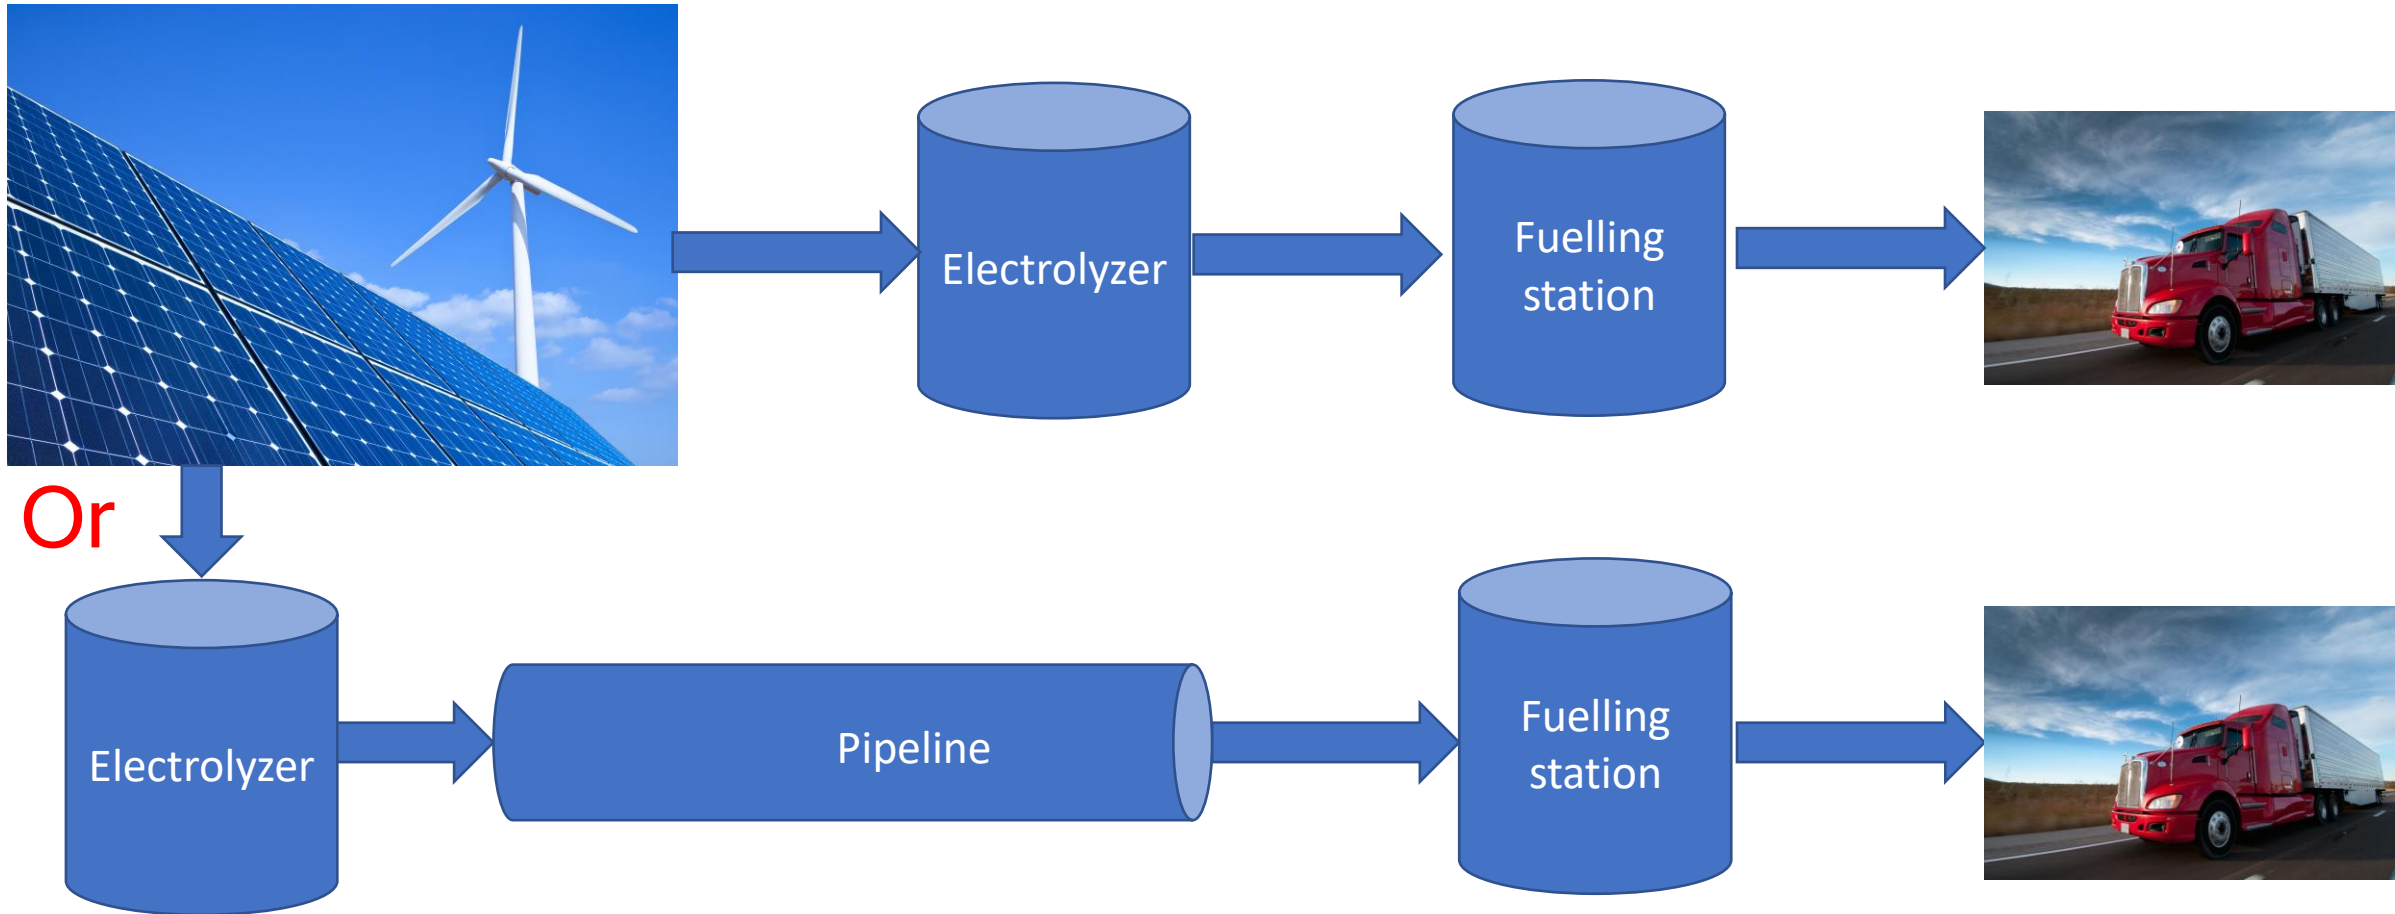 Electrolyzer
Fuelling
station
Or
Electrolyzer
Pipeline
Fuelling
station